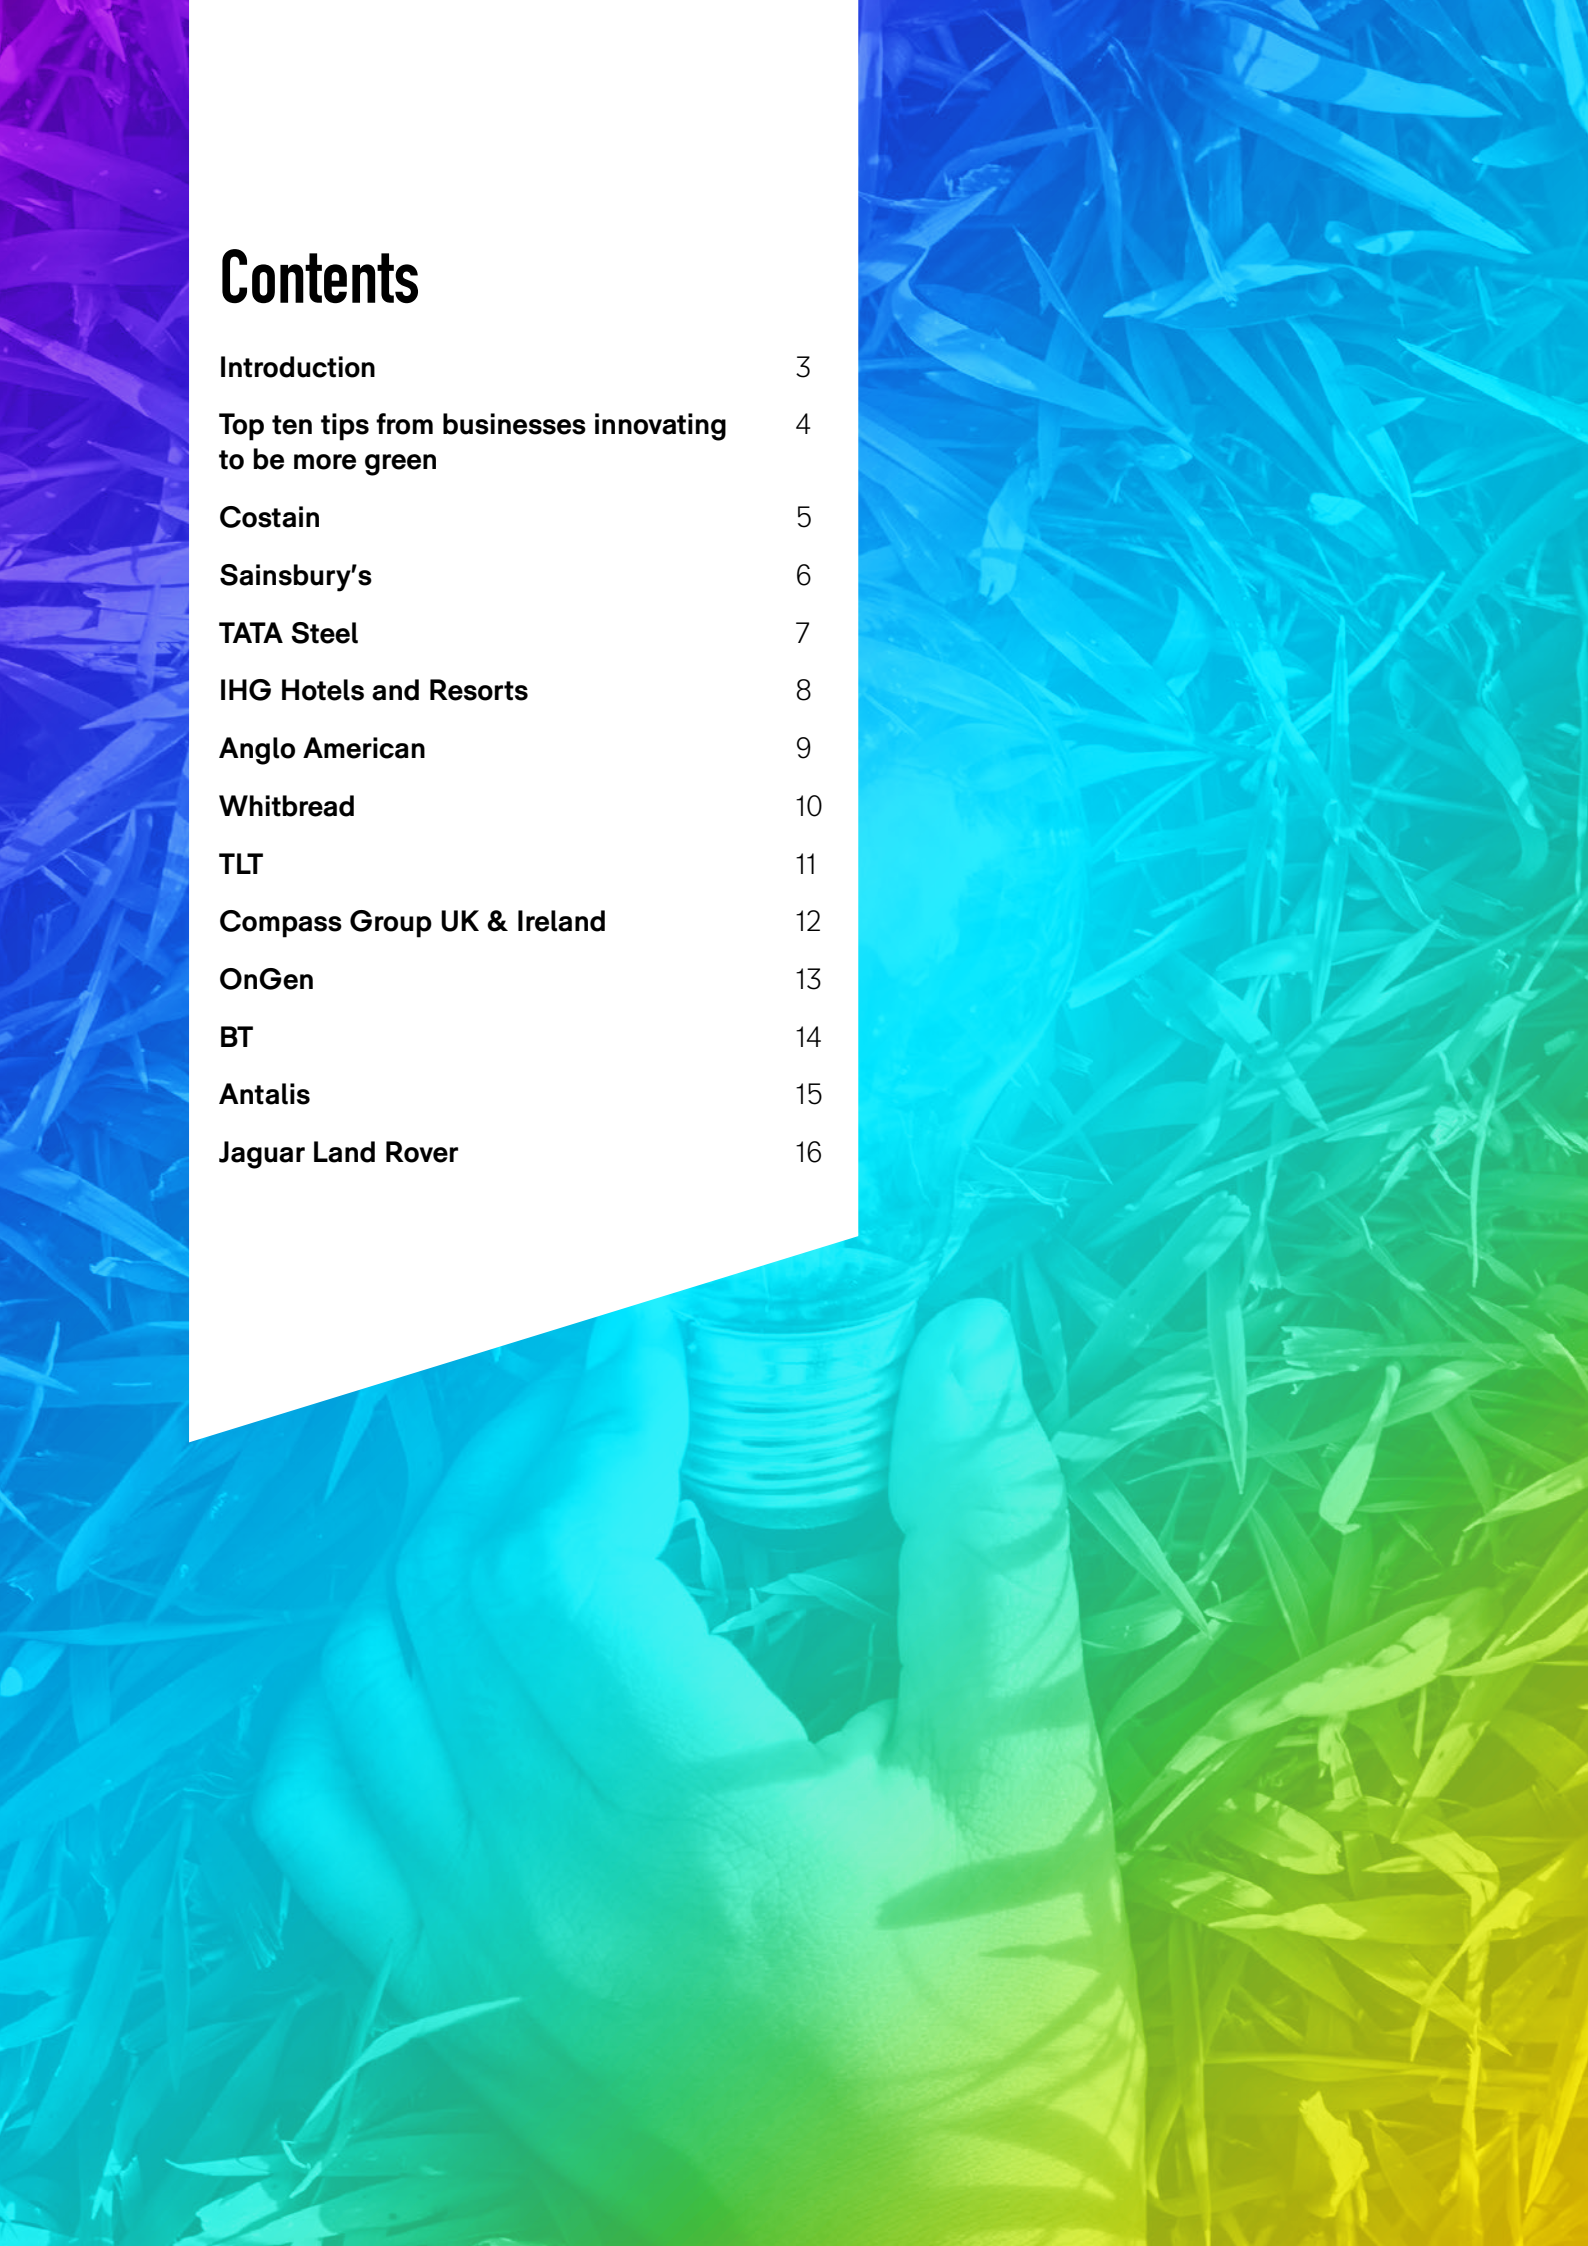 Contents
Introduction 3
Top ten tips from businesses innovating 4
to be more green
Costain 5
Sainsbury's 6
TATA Steel 7
IHG Hotels and Resorts 8
Anglo American 9
Whitbread 10
TLT 11
Compass Group UK & Ireland 12
OnGen 13
BT 14
Antalis 15
Jaguar Land Rover 16